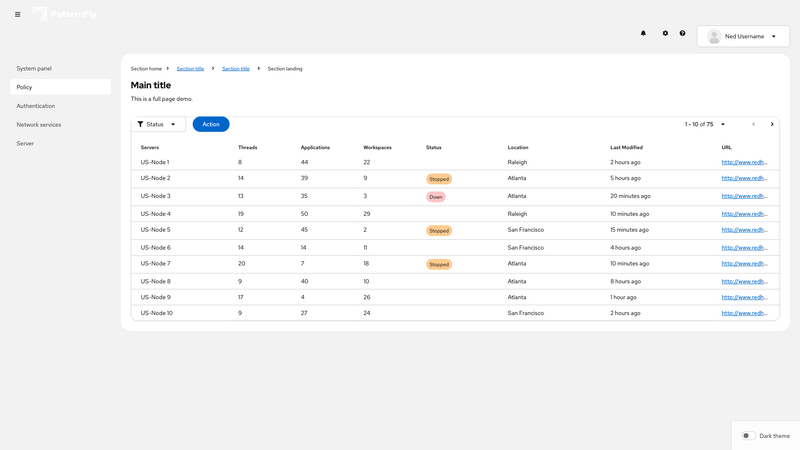 PatternFly
Ned Username
System panel
Policy
Authentication
Network services
Server
Section home > Section title > Section title > Section landing
Main title
This is a full page demo.
Status Action 1 - 10 of 75
Servers Threads Applications Workspaces Status Location Last Modified URL
US-Node 1 8 44 22 Raleigh 2 hours ago http://www.redh...
US-Node 2 14 39 9 Stopped Atlanta 5 hours ago http://www.redh...
US-Node 3 13 35 3 Down Atlanta 20 minutes ago http://www.redh...
US-Node 4 19 50 29 Raleigh 10 minutes ago http://www.redh...
US-Node 5 12 45 2 Stopped San Francisco 15 minutes ago http://www.redh...
US-Node 6 14 14 11 San Francisco 4 hours ago http://www.redh...
US-Node 7 20 7 18 Stopped Atlanta 10 minutes ago http://www.redh...
US-Node 8 9 40 10 Atlanta 8 hours ago http://www.redh...
US-Node 9 17 4 26 Atlanta 1 hour ago http://www.redh...
US-Node 10 9 27 24 San Francisco 2 hours ago http://www.redh...
Dark theme